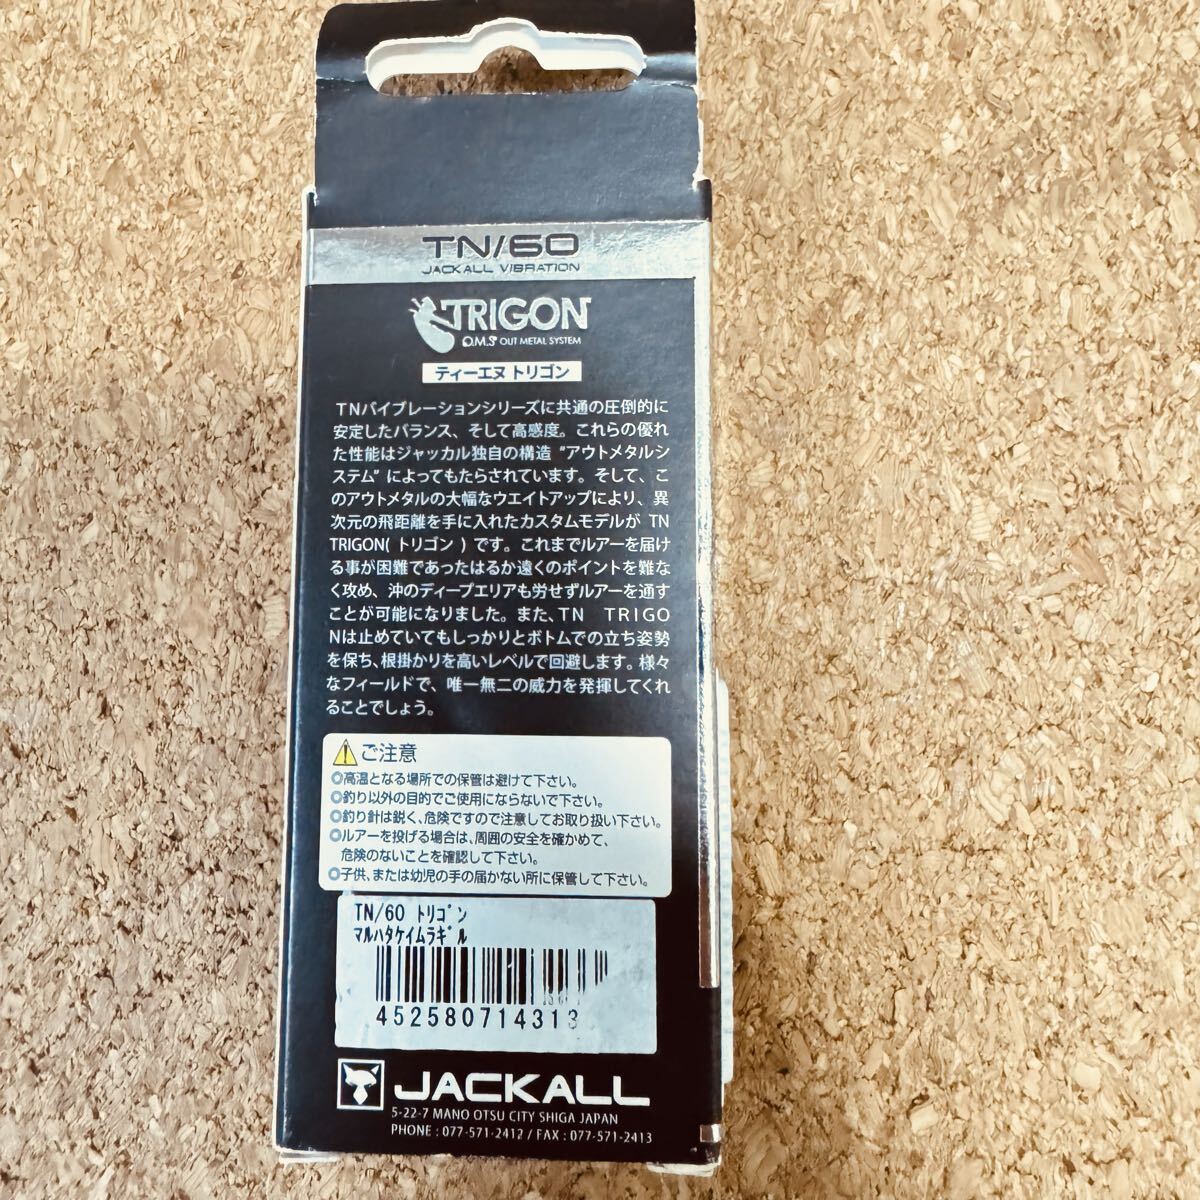 TN/60
JACKALL VIBRATION
TRIGON
O.M.S OUT METAL SYSTEM
ティーエヌ トリゴン
TNバイブレーションシリーズに共通の圧倒的に
安定したバランス、そして高感度。これらの優れ
た性能はジャッカル独自の構造 “アウトメタルシ
ステム” によってもたらされています。そして、こ
のアウトメタルの大幅なウエイトアップにより、異
次元の飛距離を手に入れたカスタムモデルが TN
TRIGON( トリゴン ) です。これまでルアーを届け
る事が困難であったはるか遠くのポイントを難な
く攻め、沖のディープエリアも労せずルアーを通す
ことが可能になりました。また、TN TRIGO
Nは止めていてもしっかりとボトムでの立ち姿勢
を保ち、根掛かりを高いレベルで回避します。様々
なフィールドで、唯一無二の威力を発揮してくれ
ることでしょう。
ご注意
◎高温となる場所での保管は避けて下さい。
◎釣り以外の目的でご使用にならないで下さい。
◎釣り針は鋭く、危険ですので注意してお取り扱い下さい。
◎ルアーを投げる場合は、周囲の安全を確かめて、
危険のないことを確認して下さい。
◎子供、または幼児の手の届かない所に保管して下さい。
TN/60 ﾄﾘｺﾞﾝ
ﾏﾙﾊﾀｹｲﾑﾗｷﾞﾙ
452580714313
JACKALL
5-22-7 MANO OTSU CITY SHIGA JAPAN
PHONE : 077-571-2412 / FAX : 077-571-2413